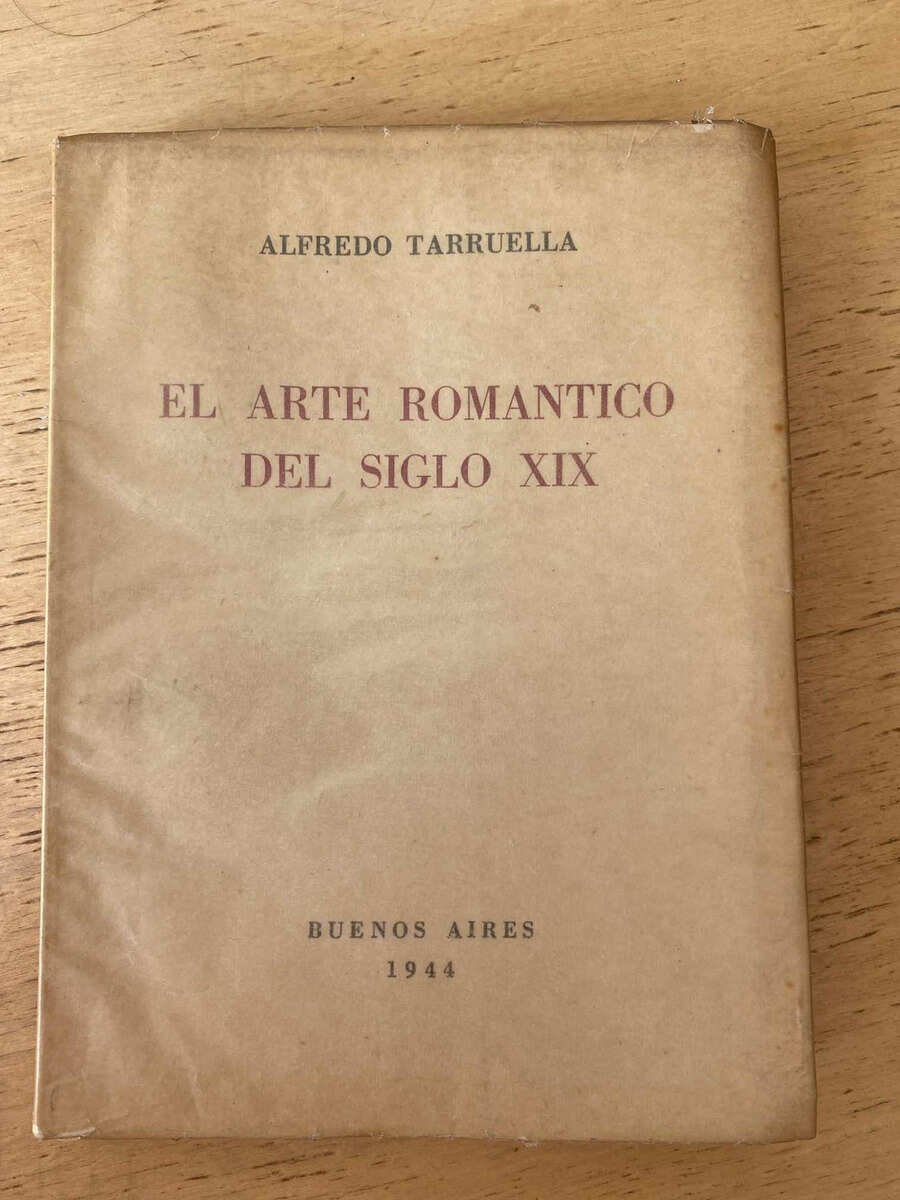 ALFREDO TARRUELLA
EL ARTE ROMANTICO
DEL SIGLO XIX
BUENOS AIRES
1944